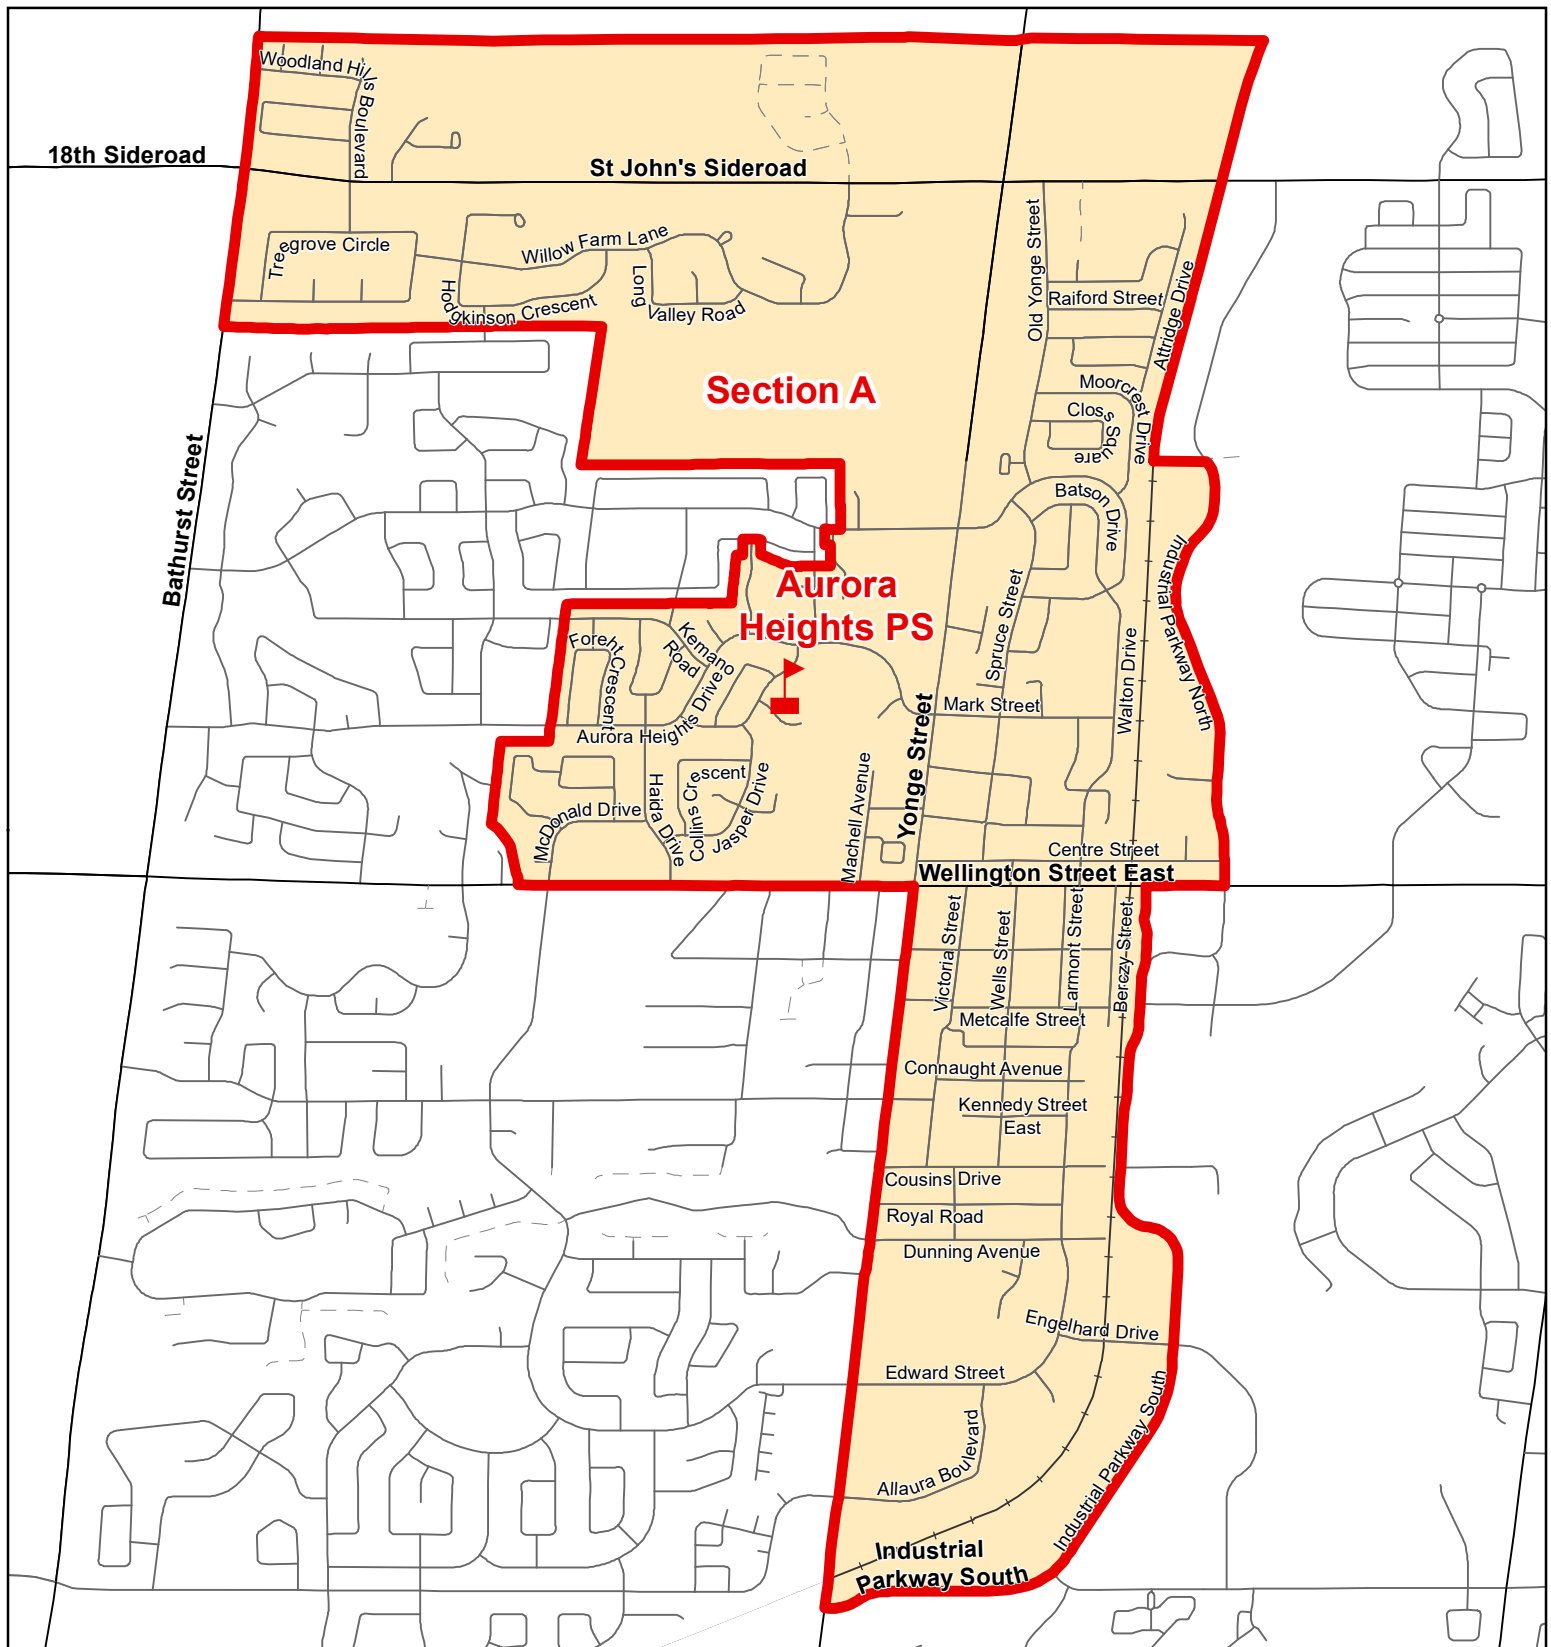 Woodland Hills Boulevard
18th Sideroad
St John's Sideroad
Treegrove Circle
Willow Farm Lane
Hodgkinson Crescent
Long Valley Road
Old Yonge Street
Raiford Street
Attridge Drive
Section A
Moorcrest Drive
Closs Square
Bathurst Street
Batson Drive
Industrial Parkway North
Aurora
Heights PS
Spruce Street
Foreht Crescent
Kemano
Road
Walton Drive
Mark Street
Aurora Heights Drive
Yonge Street
Haida Drive
Collins Crescent
Jasper Drive
McDonald Drive
Machell Avenue
Centre Street
Wellington Street East
Victoria Street
Wells Street
Larmont Street
Berczy Street
Metcalfe Street
Connaught Avenue
Kennedy Street
East
Cousins Drive
Royal Road
Dunning Avenue
Engelhard Drive
Edward Street
Allaura Boulevard
Industrial Parkway South
Industrial
Parkway South